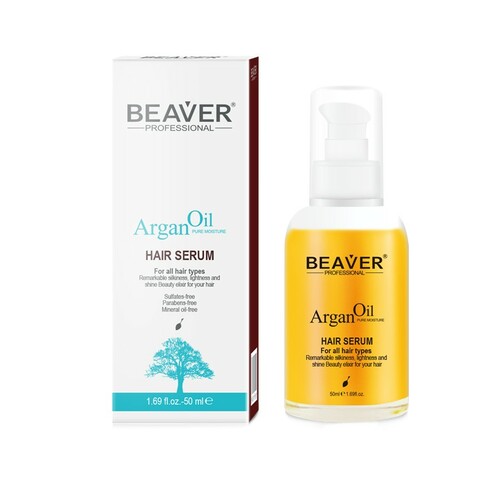 BEAVER®
PROFESSIONAL
Argan Oil
PURE MOISTURE
HAIR SERUM
For all hair types
Remarkable silkiness, lightness and
shine Beauty elixir for your hair
Sulfates-free
Parabens-free
Mineral oil-free
1.69 fl.oz.-50 ml ℮
BEAVER®
PROFESSIONAL
Argan Oil
PURE MOISTURE
HAIR SERUM
For all hair types
Remarkable silkiness, lightness and
shine Beauty elixir for your hair
50ml ℮ 1.69fl.oz.